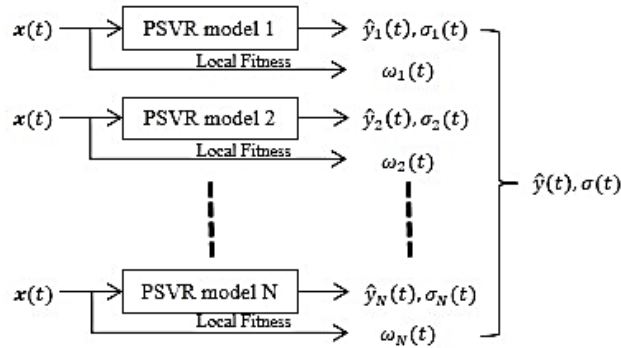 x(t) PSVR model 1 ŷ₁(t), σ₁(t)
Local Fitness ω₁(t)
x(t) PSVR model 2 ŷ₂(t), σ₂(t)
Local Fitness ω₂(t)
ŷ(t), σ(t)
x(t) PSVR model N ŷ_N(t), σ_N(t)
Local Fitness ω_N(t)